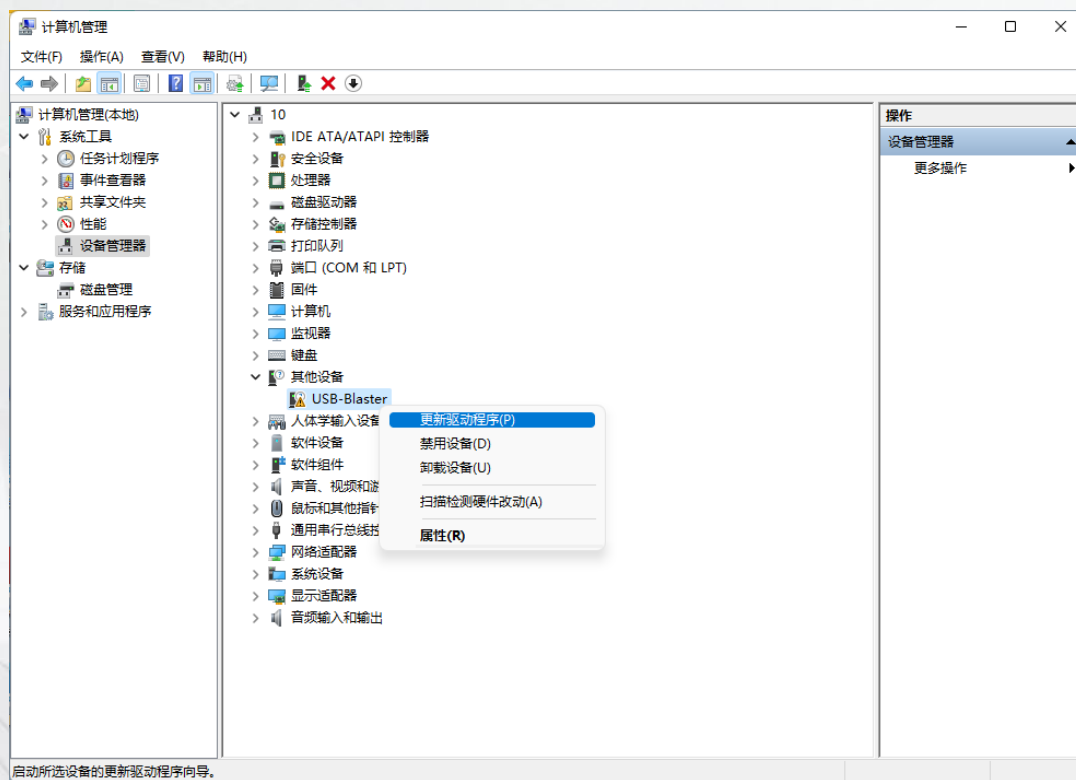 计算机管理
文件(F) 操作(A) 查看(V) 帮助(H)
计算机管理(本地)
系统工具
任务计划程序
事件查看器
共享文件夹
性能
设备管理器
存储
磁盘管理
服务和应用程序
10
IDE ATA/ATAPI 控制器
安全设备
处理器
磁盘驱动器
存储控制器
打印队列
端口 (COM 和 LPT)
固件
计算机
监视器
键盘
其他设备
USB-Blaster
人体学输入设备
软件设备
软件组件
声音、视频和游
鼠标和其他指针
通用串行总线控
网络适配器
系统设备
显示适配器
音频输入和输出
更新驱动程序(P)
禁用设备(D)
卸载设备(U)
扫描检测硬件改动(A)
属性(R)
操作
设备管理器
更多操作
启动所选设备的更新驱动程序向导。